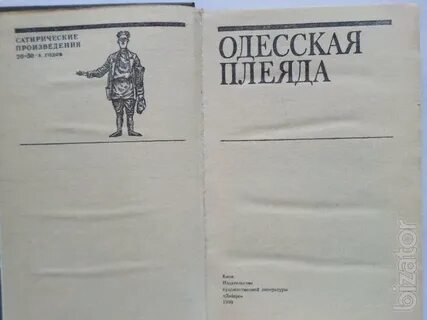 САТИРИЧЕСКИЕ
ПРОИЗВЕДЕНИЯ
20-30-х годов
ОДЕССКАЯ
ПЛЕЯДА
Киев
Издательство
художественной литературы
«Днипро»
1990
bizator